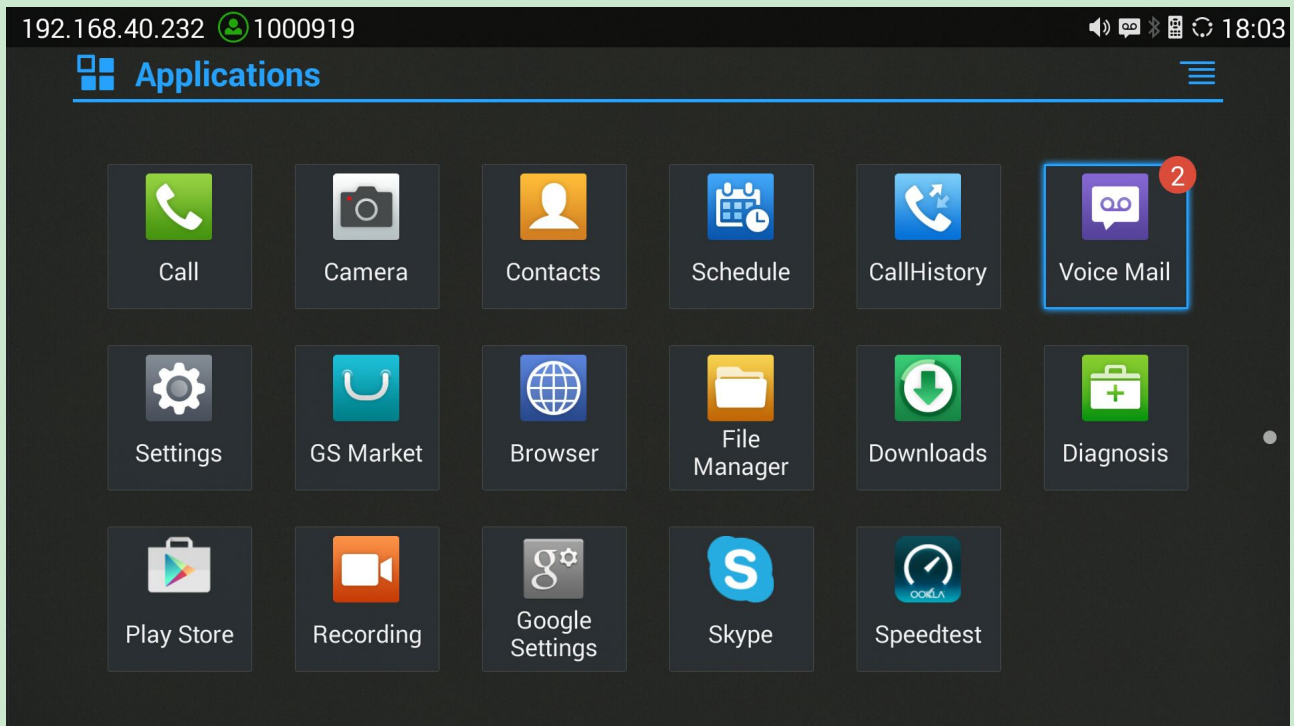 192.168.40.232 1000919 18:03
Applications
2
Call Camera Contacts Schedule CallHistory Voice Mail
Settings GS Market Browser File Manager Downloads Diagnosis
g
S
OOKLA
Play Store Recording Google Settings Skype Speedtest